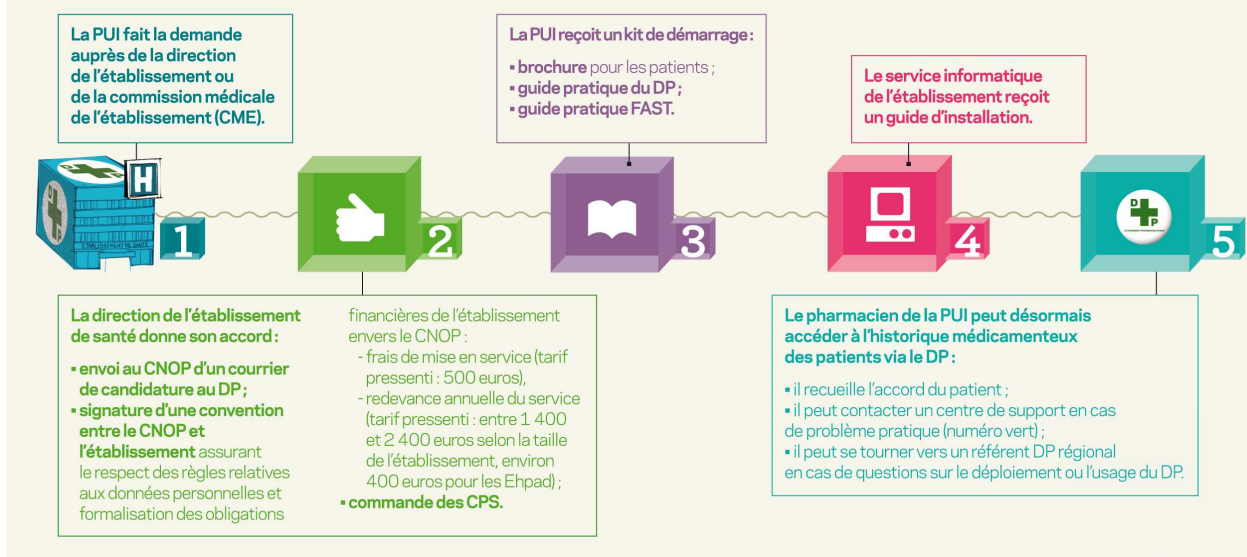 La PUI fait la demande
auprès de la direction
de l'établissement ou
de la commission médicale
de l'établissement (CME).
H
D
P
D
P
ETABLISSEMENT DE SANTÉ
1
La direction de l'établissement
de santé donne son accord :
▪ envoi au CNOP d'un courrier
de candidature au DP ;
▪ signature d'une convention
entre le CNOP et
l'établissement assurant
le respect des règles relatives
aux données personnelles et
formalisation des obligations
financières de l'établissement
envers le CNOP :
- frais de mise en service (tarif
pressenti : 500 euros),
- redevance annuelle du service
(tarif pressenti : entre 1 400
et 2 400 euros selon la taille
de l'établissement, environ
400 euros pour les Ehpad) ;
▪ commande des CPS.
2
La PUI reçoit un kit de démarrage :
▪ brochure pour les patients ;
▪ guide pratique du DP ;
▪ guide pratique FAST.
3
Le service informatique
de l'établissement reçoit
un guide d'installation.
4
D
P
5
Le pharmacien de la PUI peut désormais
accéder à l'historique médicamenteux
des patients via le DP :
▪ il recueille l'accord du patient ;
▪ il peut contacter un centre de support en cas
de problème pratique (numéro vert) ;
▪ il peut se tourner vers un référent DP régional
en cas de questions sur le déploiement ou l'usage du DP.